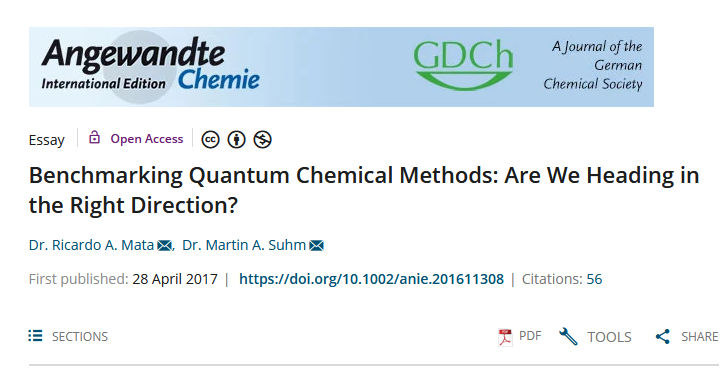 Angewandte
International Edition Chemie
GDCh
A Journal of the
German
Chemical Society
Essay Open Access cc
Benchmarking Quantum Chemical Methods: Are We Heading in
the Right Direction?
Dr. Ricardo A. Mata, Dr. Martin A. Suhm
First published: 28 April 2017 | https://doi.org/10.1002/anie.201611308 | Citations: 56
SECTIONS PDF PDF TOOLS SHARE